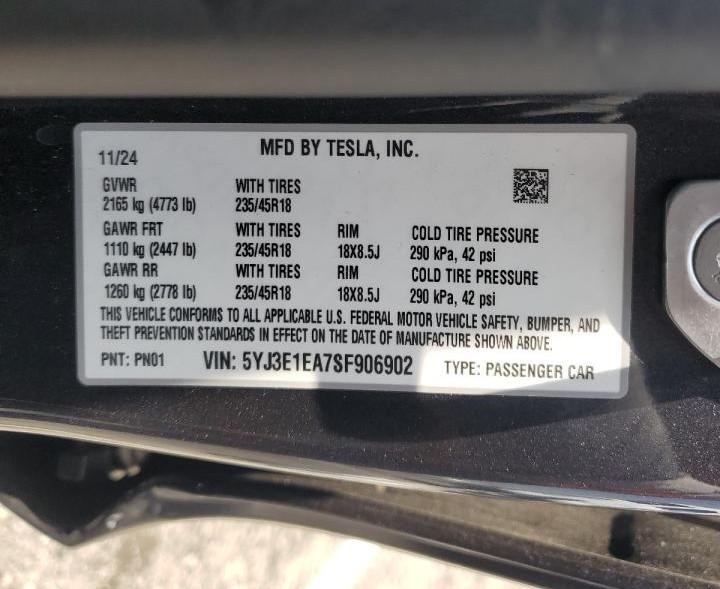 11/24 MFD BY TESLA, INC.
GVWR WITH TIRES
2165 kg (4773 lb) 235/45R18
GAWR FRT WITH TIRES RIM COLD TIRE PRESSURE
1110 kg (2447 lb) 235/45R18 18X8.5J 290 kPa, 42 psi
GAWR RR WITH TIRES RIM COLD TIRE PRESSURE
1260 kg (2778 lb) 235/45R18 18X8.5J 290 kPa, 42 psi
THIS VEHICLE CONFORMS TO ALL APPLICABLE U.S. FEDERAL MOTOR VEHICLE SAFETY, BUMPER, AND
THEFT PREVENTION STANDARDS IN EFFECT ON THE DATE OF MANUFACTURE SHOWN ABOVE.
PNT: PN01 VIN: 5YJ3E1EA7SF906902 TYPE: PASSENGER CAR